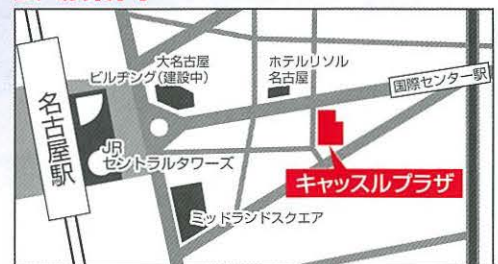 大名古屋
ビルヂング(建設中)
ホテルリソル
名古屋
国際センター駅
名古屋駅
JR
セントラルタワーズ
キャッスルプラザ
ミッドランドスクエア